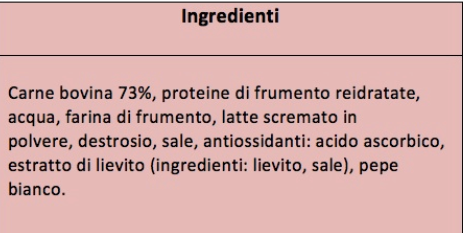 Ingredienti
Carne bovina 73%, proteine di frumento reidratate,
acqua, farina di frumento, latte scremato in
polvere, destrosio, sale, antiossidanti: acido ascorbico,
estratto di lievito (ingredienti: lievito, sale), pepe
bianco.